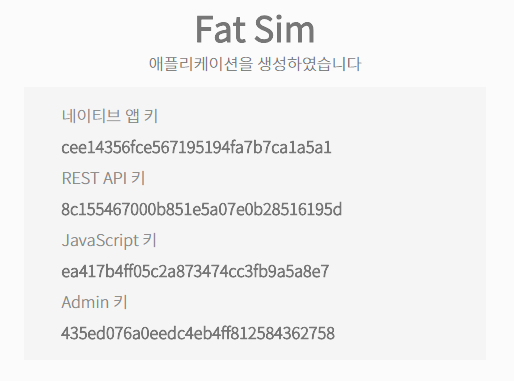 Fat Sim
애플리케이션을 생성하였습니다
네이티브 앱 키
cee14356fce567195194fa7b7ca1a5a1
REST API 키
8c155467000b851e5a07e0b28516195d
JavaScript 키
ea417b4ff05c2a873474cc3fb9a5a8e7
Admin 키
435ed076a0eedc4eb4ff812584362758